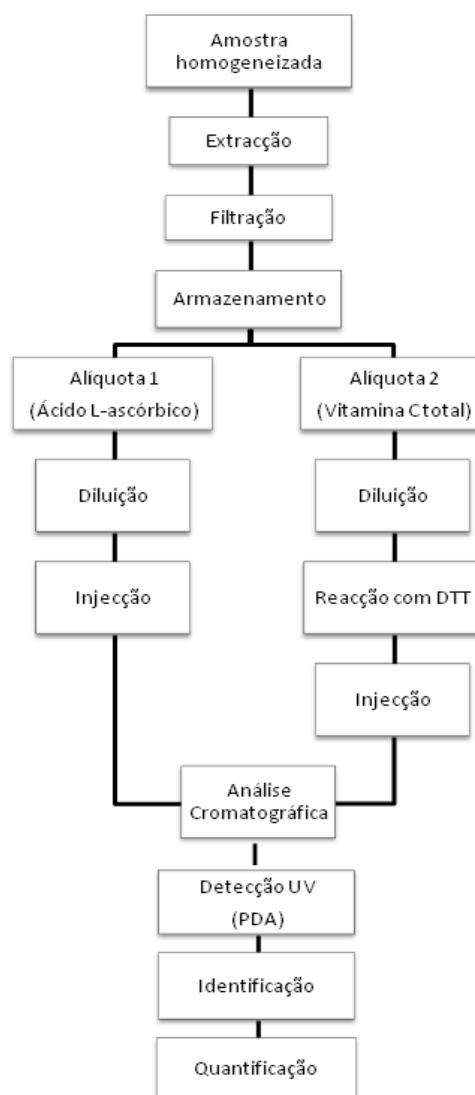 Amostra
homogeneizada
Extracção
Filtração
Armazenamento
Alíquota 1
(Ácido L-ascórbico)
Diluição
Injecção
Alíquota 2
(Vitamina C total)
Diluição
Reacção com DTT
Injecção
Análise
Cromatográfica
Detecção UV
(PDA)
Identificação
Quantificação